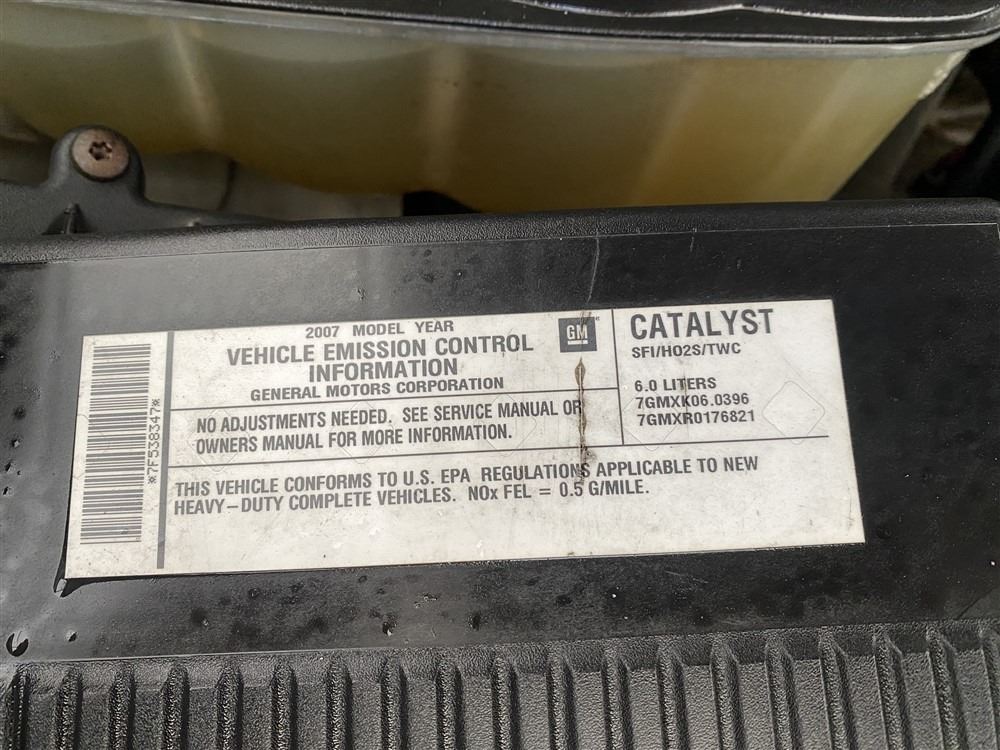 *7F538347*
2007 MODEL YEAR
VEHICLE EMISSION CONTROL
INFORMATION
GENERAL MOTORS CORPORATION
GM
NO ADJUSTMENTS NEEDED. SEE SERVICE MANUAL OR
OWNERS MANUAL FOR MORE INFORMATION.
CATALYST
SFI/HO2S/TWC
6.0 LITERS
7GMXK06.0396
7GMXR0176821
THIS VEHICLE CONFORMS TO U.S. EPA REGULATIONS APPLICABLE TO NEW
HEAVY-DUTY COMPLETE VEHICLES. NOx FEL = 0.5 G/MILE.